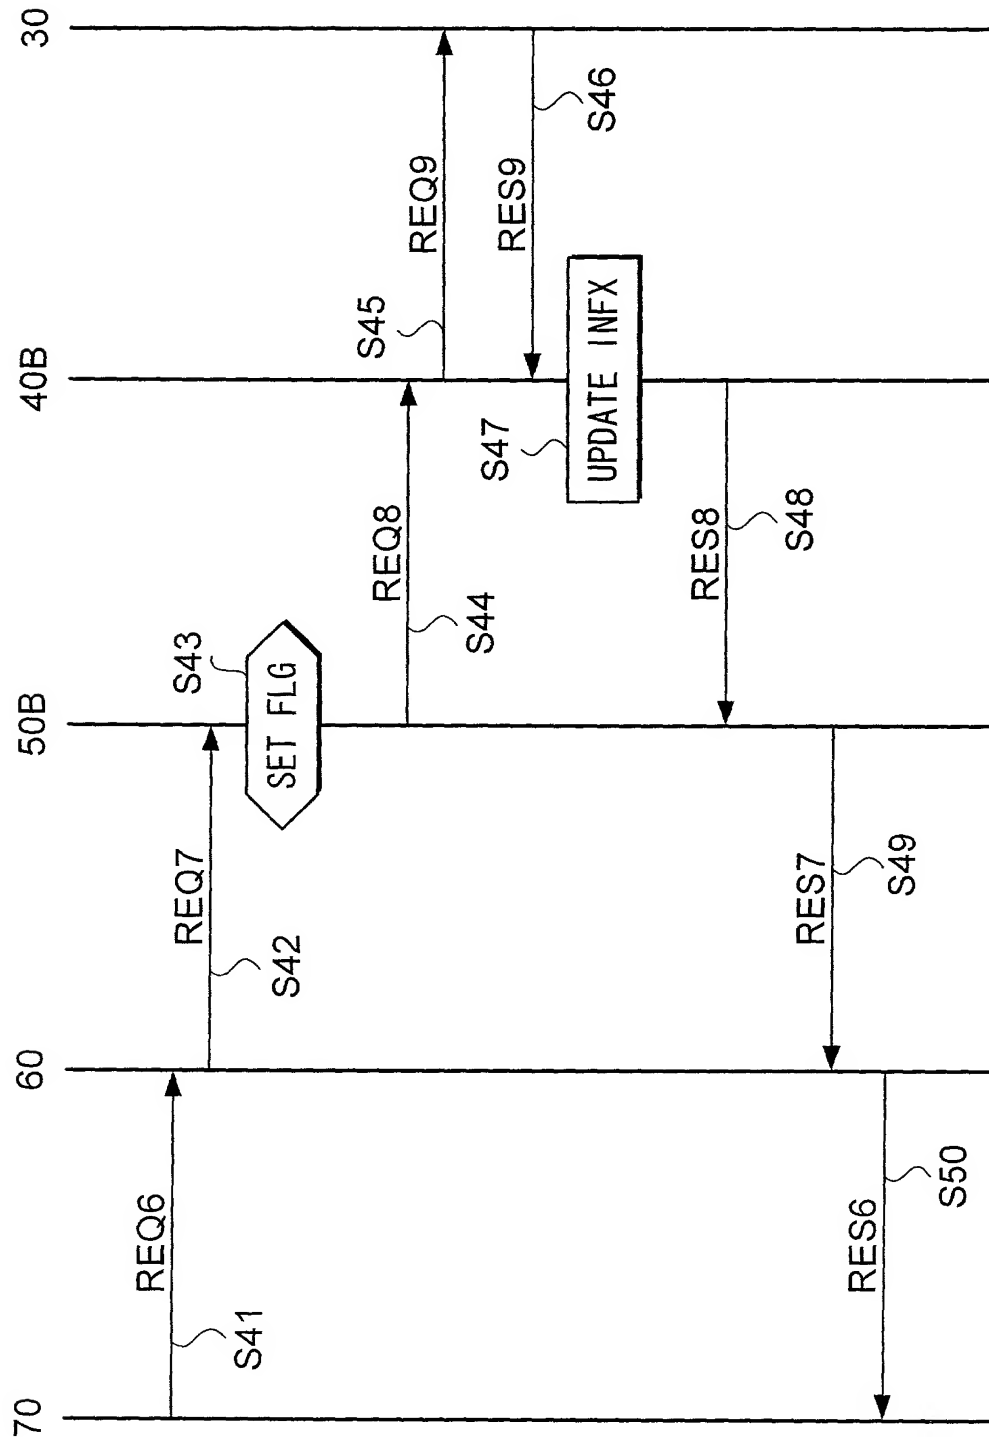 70
60
50B
40B
30
REQ6
S41
REQ7
S42
SET FLG
S43
REQ8
S44
REQ9
S45
RES9
S46
UPDATE INFX
S47
RES8
S48
RES7
S49
RES6
S50